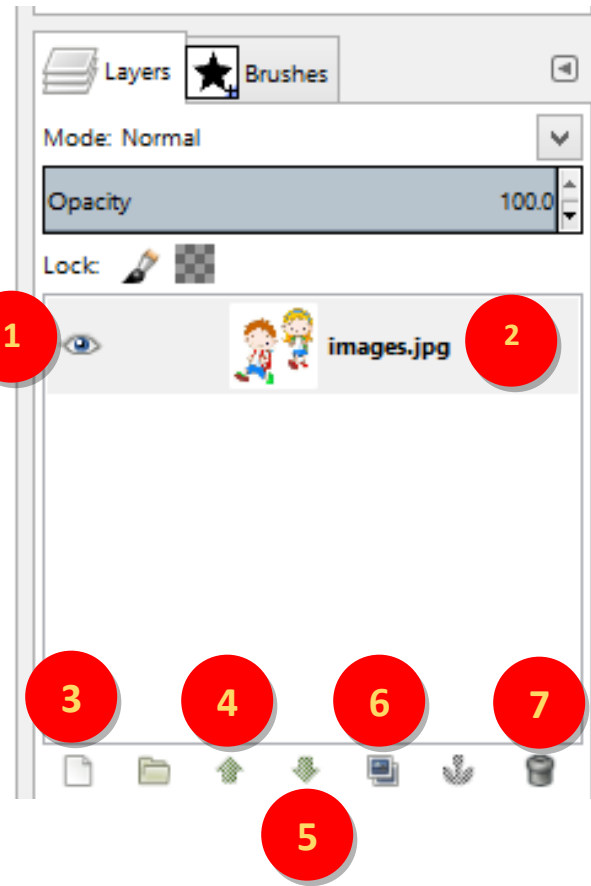 Layers Brushes
Mode: Normal
Opacity 100.0
Lock:
1 images.jpg 2
3 4 6 7
5